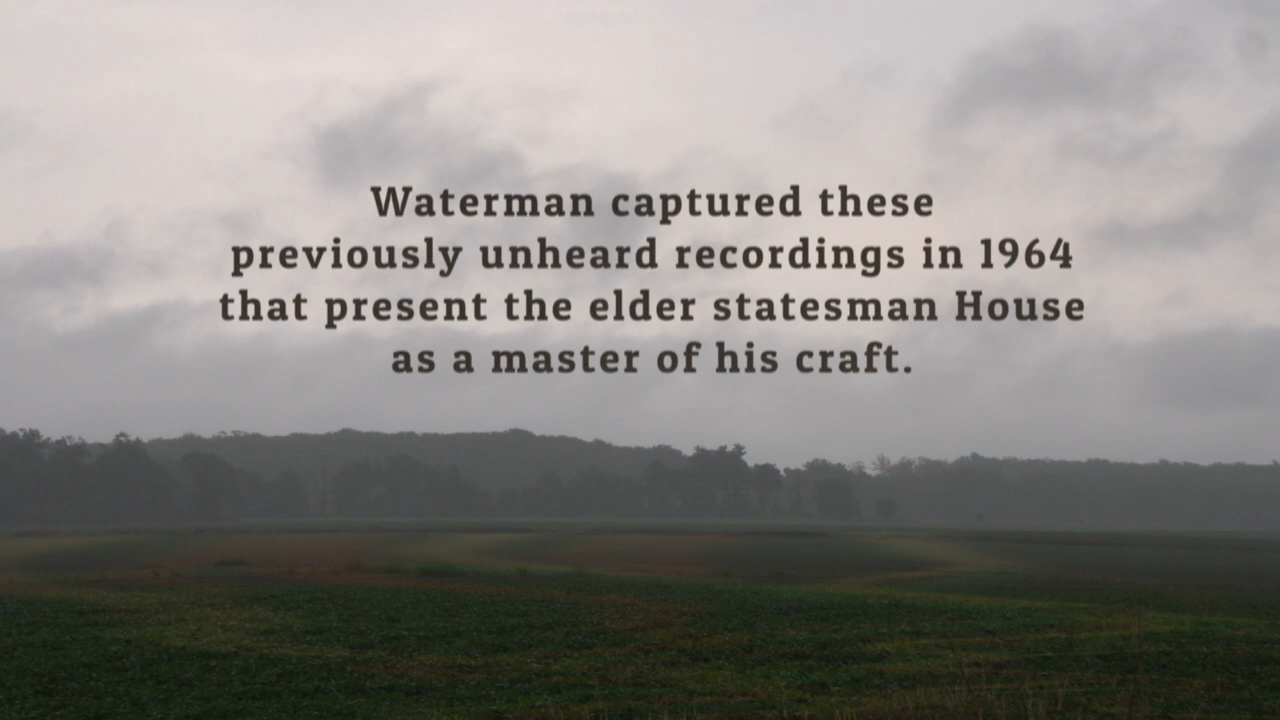 Waterman captured these
previously unheard recordings in 1964
that present the elder statesman House
as a master of his craft.